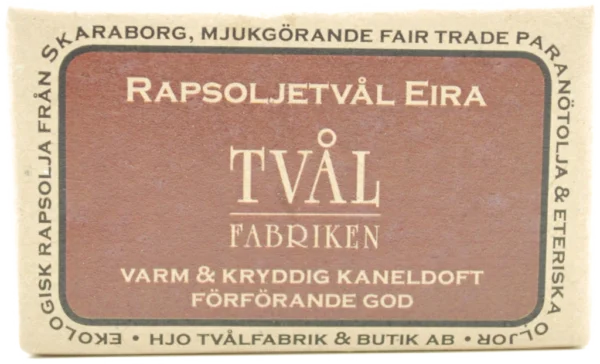 EKOLOGISK RAPSOLJA FRÅN SKARABORG, MJUKGÖRANDE FAIR TRADE PARANÖTOLJA & ETERISKA OLJOR •
RAPSOLJETVÅL EIRA
TVÅL
FABRIKEN
VARM & KRYDDIG KANELDOFT
FÖRFÖRANDE GOD
HJO TVÅLFABRIK & BUTIK AB •